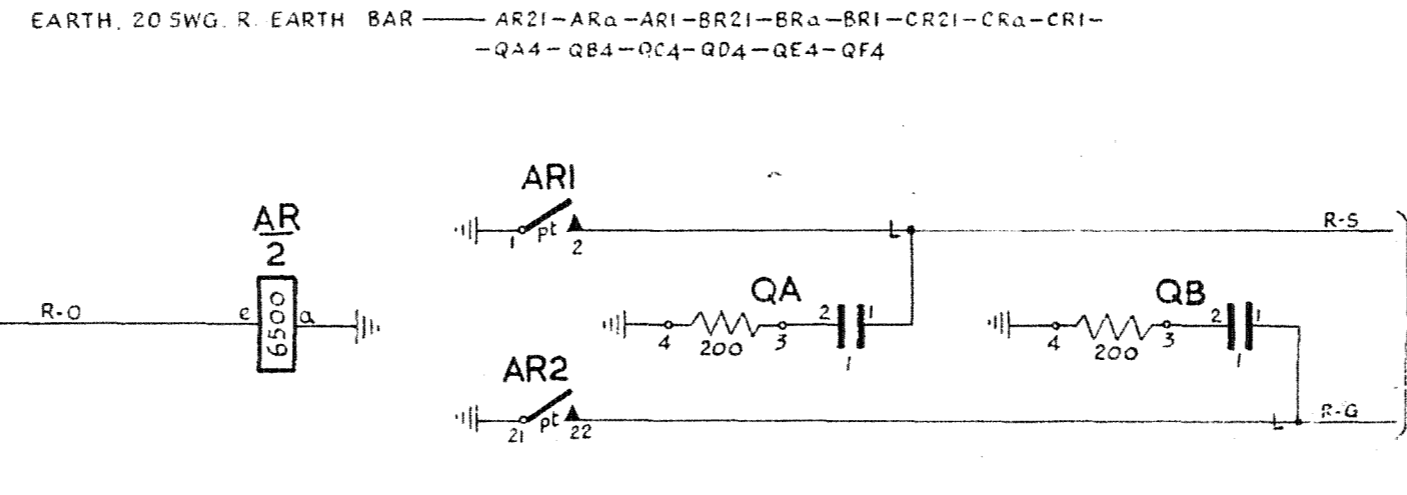 EARTH. 20 SWG. R. EARTH BAR —— AR21-ARa-AR1-BR21-BRa-BR1-CR21-CRa-CR1-
-QA4-QB4-QC4-QD4-QE4-QF4
AR1
1 pt 2
L
R-S
AR
2
R-O
e
6500
a
QA
4 200 3 2 1
1
QB
4 200 3 2 1
1
AR2
21 pt 22
L
R-G